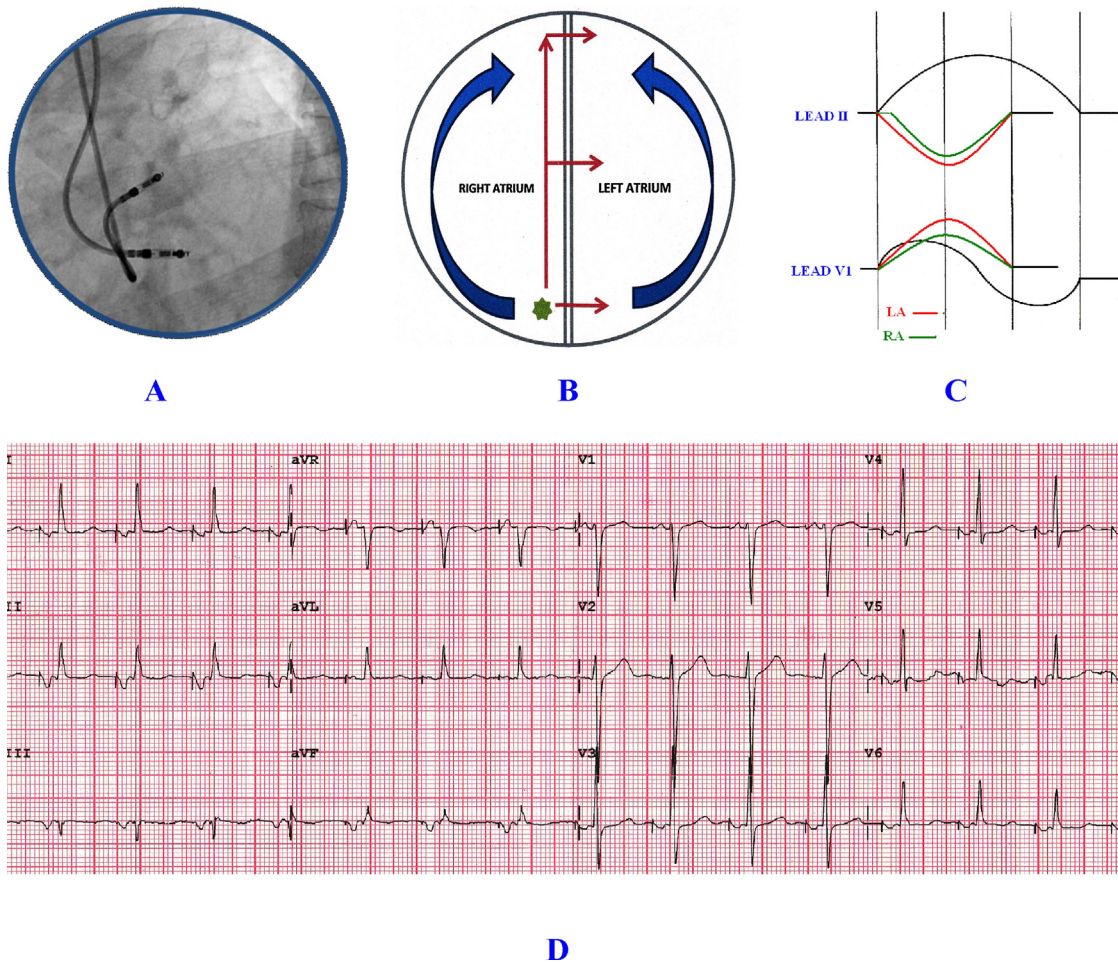 LEAD II
RIGHT ATRIUM
LEFT ATRIUM
LEAD V1
LA
RA
A
B
C
I
aVR
V1
V4
II
aVL
V2
V5
III
aVF
V3
V6
D